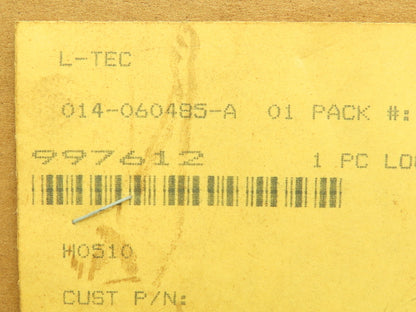 L-TEC
014-060485-A 01 PACK #:
997612 1 PC
H0510
CUST P/N: